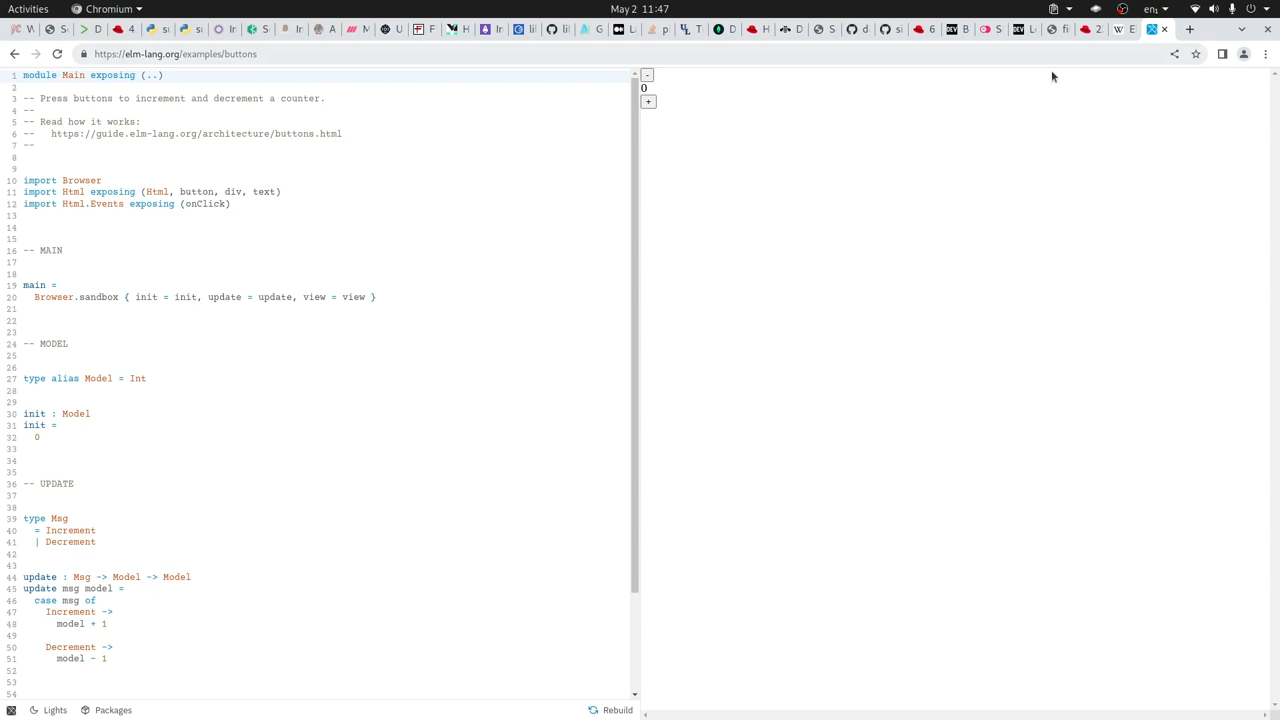 Activities
Chromium
May 2 11:47
en
https://elm-lang.org/examples/buttons
1 module Main exposing (..)
2
3 -- Press buttons to increment and decrement a counter.
4 --
5 -- Read how it works:
6 --   https://guide.elm-lang.org/architecture/buttons.html
7 --
8
9
10 import Browser
11 import Html exposing (Html, button, div, text)
12 import Html.Events exposing (onClick)
13
14
15
16 -- MAIN
17
18
19 main =
20   Browser.sandbox { init = init, update = update, view = view }
21
22
23
24 -- MODEL
25
26
27 type alias Model = Int
28
29
30 init : Model
31 init =
32   0
33
34
35
36 -- UPDATE
37
38
39 type Msg
40   = Increment
41   | Decrement
42
43
44 update : Msg -> Model -> Model
45 update msg model =
46   case msg of
47     Increment ->
48       model + 1
49
50     Decrement ->
51       model - 1
52
53
54
-
0
+
Lights
Packages
Rebuild